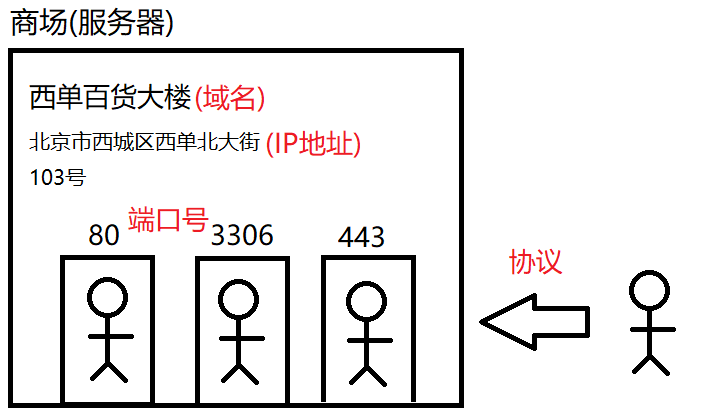 商场(服务器)
西单百货大楼(域名)
北京市西城区西单北大街 (IP地址)
103号
端口号
80 3306 443
协议